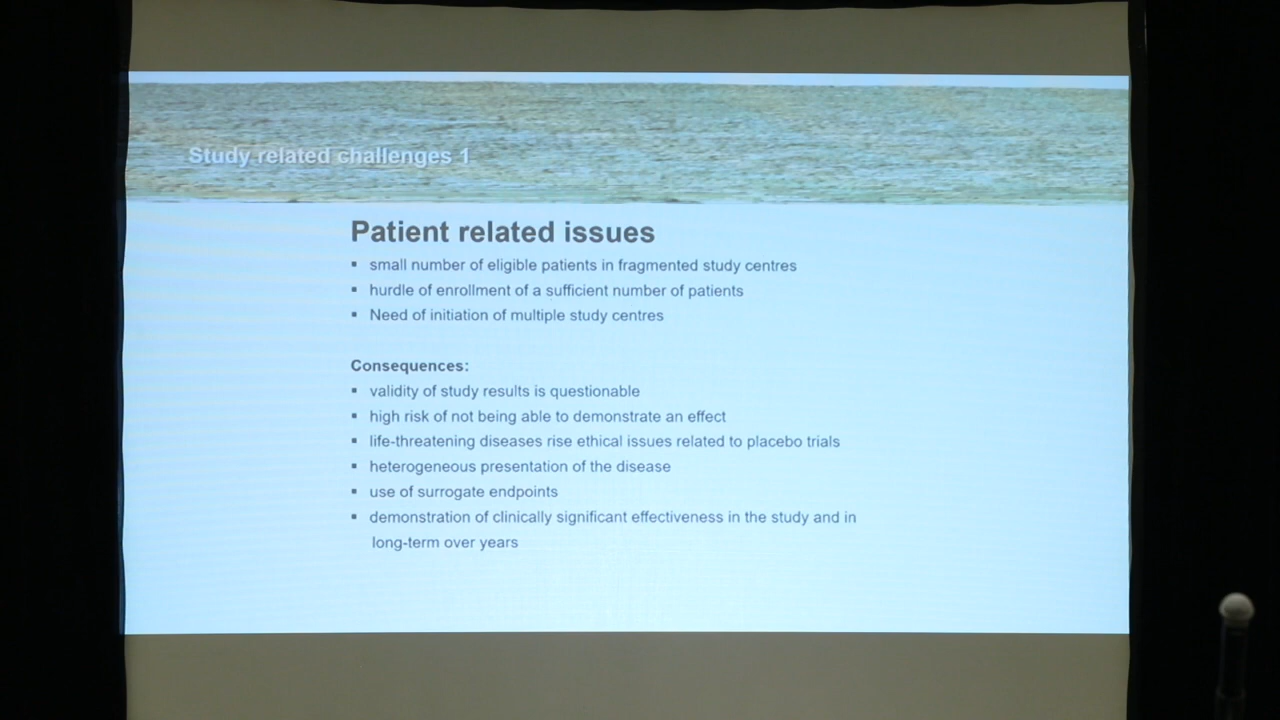 Study related challenges 1
Patient related issues
▪ small number of eligible patients in fragmented study centres
▪ hurdle of enrollment of a sufficient number of patients
▪ Need of initiation of multiple study centres
Consequences:
▪ validity of study results is questionable
▪ high risk of not being able to demonstrate an effect
▪ life-threatening diseases rise ethical issues related to placebo trials
▪ heterogeneous presentation of the disease
▪ use of surrogate endpoints
▪ demonstration of clinically significant effectiveness in the study and in
long-term over years